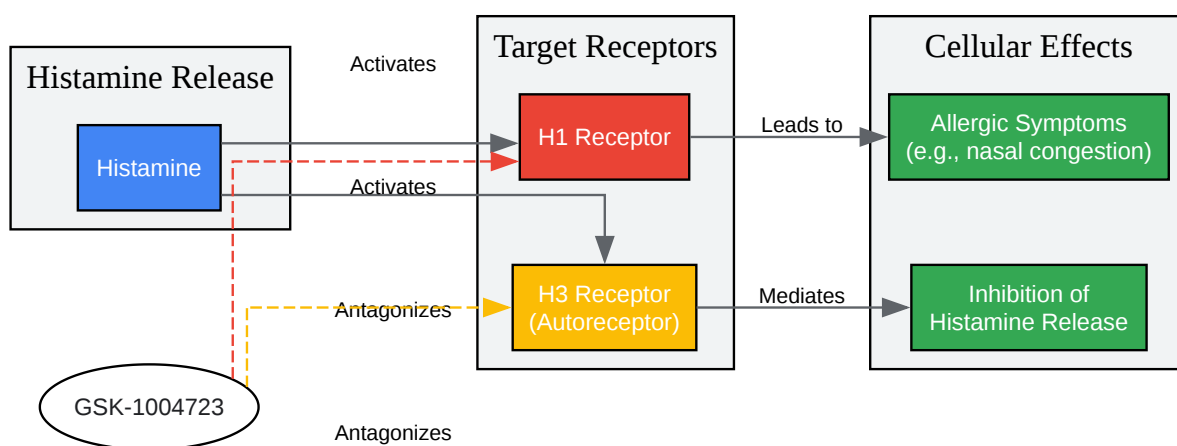 Histamine Release
Histamine
Activates
Activates
Antagonizes
Antagonizes
GSK-1004723
Target Receptors
H1 Receptor
H3 Receptor
(Autoreceptor)
Leads to
Mediates
Cellular Effects
Allergic Symptoms
(e.g., nasal congestion)
Inhibition of
Histamine Release